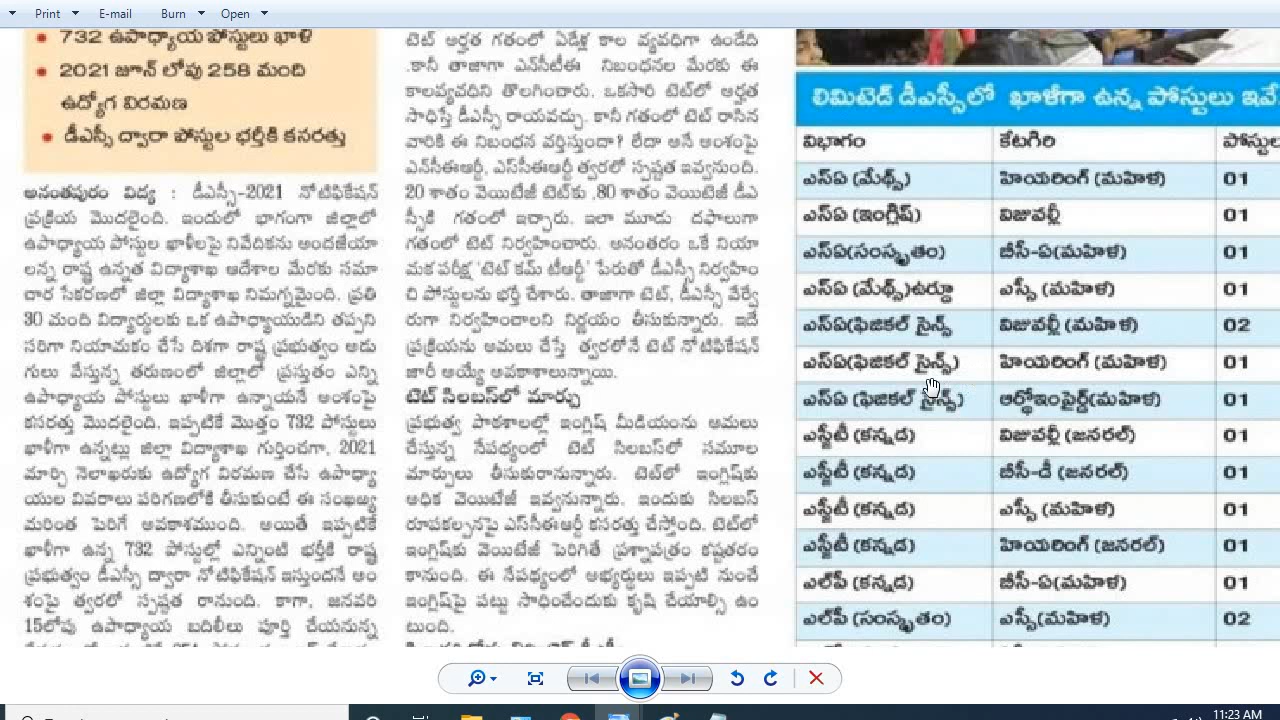 Print
E-mail
Burn
Open
• 732 ఉపాధ్యాయ పోస్టులు ఖాళీ
• 2021 జూన్ లోపు 258 మంది
ఉద్యోగ విరమణ
• డీఎస్సీ ద్వారా పోస్టుల భర్తీకి కసరత్తు
అనంతపురం విద్య : డీఎస్సీ-2021 నోటిఫికేషన్
ప్రక్రియ మొదలైంది. ఇందులో భాగంగా జిల్లాలో
ఉపాధ్యాయ పోస్టుల ఖాళీలపై నివేదికను అందజేయా
లన్న రాష్ట్ర ఉన్నత విద్యాశాఖ ఆదేశాల మేరకు సమా
చార సేకరణలో జిల్లా విద్యాశాఖ నిమగ్నమైంది. ప్రతి
30 మంది విద్యార్థులకు ఒక ఉపాధ్యాయుడిని తప్పని
సరిగా నియామకం చేసే దిశగా రాష్ట్ర ప్రభుత్వం అడు
గులు వేస్తున్న తరుణంలో జిల్లాలో ప్రస్తుతం ఎన్ని
ఉపాధ్యాయ పోస్టులు ఖాళీగా ఉన్నాయనే అంశంపై
కసరత్తు మొదలైంది. ఇప్పటికే మొత్తం 732 పోస్టులు
ఖాళీగా ఉన్నట్లు జిల్లా విద్యాశాఖ గుర్తించగా, 2021
మార్చి నెలాఖరుకు ఉద్యోగ విరమణ చేసే ఉపాధ్యా
యుల వివరాలు పరిగణలోకి తీసుకుంటే ఈ సంఖ్య
మరింత పెరిగే అవకాశముంది. అయితే ఇప్పటికే
ఖాళీగా ఉన్న 732 పోస్టుల్లో ఎన్నింటి భర్తీకి రాష్ట్ర
ప్రభుత్వం డీఎస్సీ ద్వారా నోటిఫికేషన్ ఇస్తుందనే అం
శంపై త్వరలో స్పష్టత రానుంది. కాగా, జనవరి
15లోపు ఉపాధ్యాయ బదిలీలు పూర్తి చేయనున్న
టెట్ అర్హత గతంలో ఏడేళ్ల కాల వ్యవధిగా ఉండేది
.కానీ తాజాగా ఎన్‌సీటీఈ నిబంధనల మేరకు ఈ
కాలవ్యవధిని తొలగించారు. ఒకసారి టెట్‌లో అర్హత
సాధిస్తే డీఎస్సీ రాయవచ్చు. కానీ గతంలో టెట్ రాసిన
వారికి ఈ నిబంధన వర్తిస్తుందా? లేదా అనే అంశంపై
ఎన్‌సీఈఆర్టీ, ఎస్‌సీఈఆర్టీ త్వరలో స్పష్టత ఇవ్వనుంది.
20 శాతం వెయిటేజీ టెట్‌కు ,80 శాతం వెయిటెజీ డీఎ
స్సీకి గతంలో ఇచ్చారు. ఇలా మూడు దఫాలుగా
గతంలో టెట్ నిర్వహించారు. అనంతరం ఒకే నియా
మక పరీక్ష 'టెట్ కమ్ టీఆర్టీ' పేరుతో డీఎస్సీ నిర్వహిం
చి పోస్టులను భర్తీ చేశారు. తాజాగా టెట్, డీఎస్సీ వేర్వే
రుగా నిర్వహించాలని నిర్ణయం తీసుకున్నారు. ఇదే
ప్రక్రియను అమలు చేస్తే త్వరలోనే టెట్ నోటిఫికేషన్
జారీ అయ్యే అవకాశాలున్నాయి.
టెట్ సిలబస్‌లో మార్పు
ప్రభుత్వ పాఠశాలల్లో ఇంగ్లిష్ మీడియంను అమలు
చేస్తున్న నేపథ్యంలో టెట్ సిలబస్‌లో సమూల
మార్పులు తీసుకురానున్నారు. టెట్‌లో ఇంగ్లిష్‌కు
అధిక వెయిటేజీ ఇవ్వనున్నారు. ఇందుకు సిలబస్
రూపకల్పనపై ఎస్‌సీఈఆర్టీ కసరత్తు చేస్తోంది. టెట్‌లో
ఇంగ్లిష్‌కు వెయిటేజీ పెరిగితే ప్రశ్నాపత్రం కష్టతరం
కానుంది. ఈ నేపథ్యంలో అభ్యర్థులు ఇప్పటి నుంచే
ఇంగ్లిష్‌పై పట్టు సాధించేందుకు కృషి చేయాల్సి ఉం
టుంది.
లిమిటెడ్ డీఎస్సీలో ఖాళీగా ఉన్న పోస్టులు ఇవే
విభాగం కేటగిరి పోస్టుల
ఎస్ఏ (మేథ్స్) హియరింగ్ (మహిళ) 01
ఎస్ఏ (ఇంగ్లీష్) విజువల్లీ 01
ఎస్ఏ(సంస్కృతం) బీసీ-ఏ(మహిళ) 01
ఎస్ఏ (మేథ్స్)ఉర్దూ ఎస్సీ (మహిళ) 01
ఎస్ఏ(ఫిజికల్ సైన్స్ విజువల్లీ (మహిళ) 02
ఎస్ఏ(ఫిజికల్ సైన్స్) హియరింగ్ (మహిళ) 01
ఎస్ఏ (ఫిజికల్ సైన్స్) ఆర్థోఇంపైర్డ్(మహిళ) 01
ఎస్జీటీ (కన్నడ) విజువల్లీ (జనరల్) 01
ఎస్జీటీ (కన్నడ) బీసీ-డీ (జనరల్) 01
ఎస్జీటీ (కన్నడ) ఎస్సీ (మహిళ) 01
ఎస్జీటీ (కన్నడ) హియరింగ్ (జనరల్) 01
ఎల్‌పీ (కన్నడ) బీసీ-ఏ(మహిళ) 01
ఎల్‌పీ (సంస్కృతం) ఎస్సీ(మహిళ) 02
11:23 AM